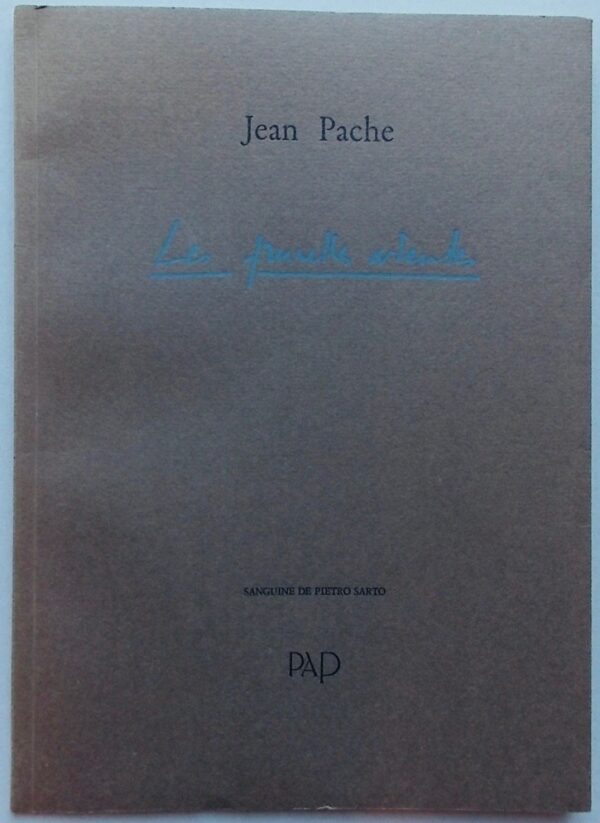 Jean Pache
Les
SANGUINE DE PIETRO SARTO
PAP